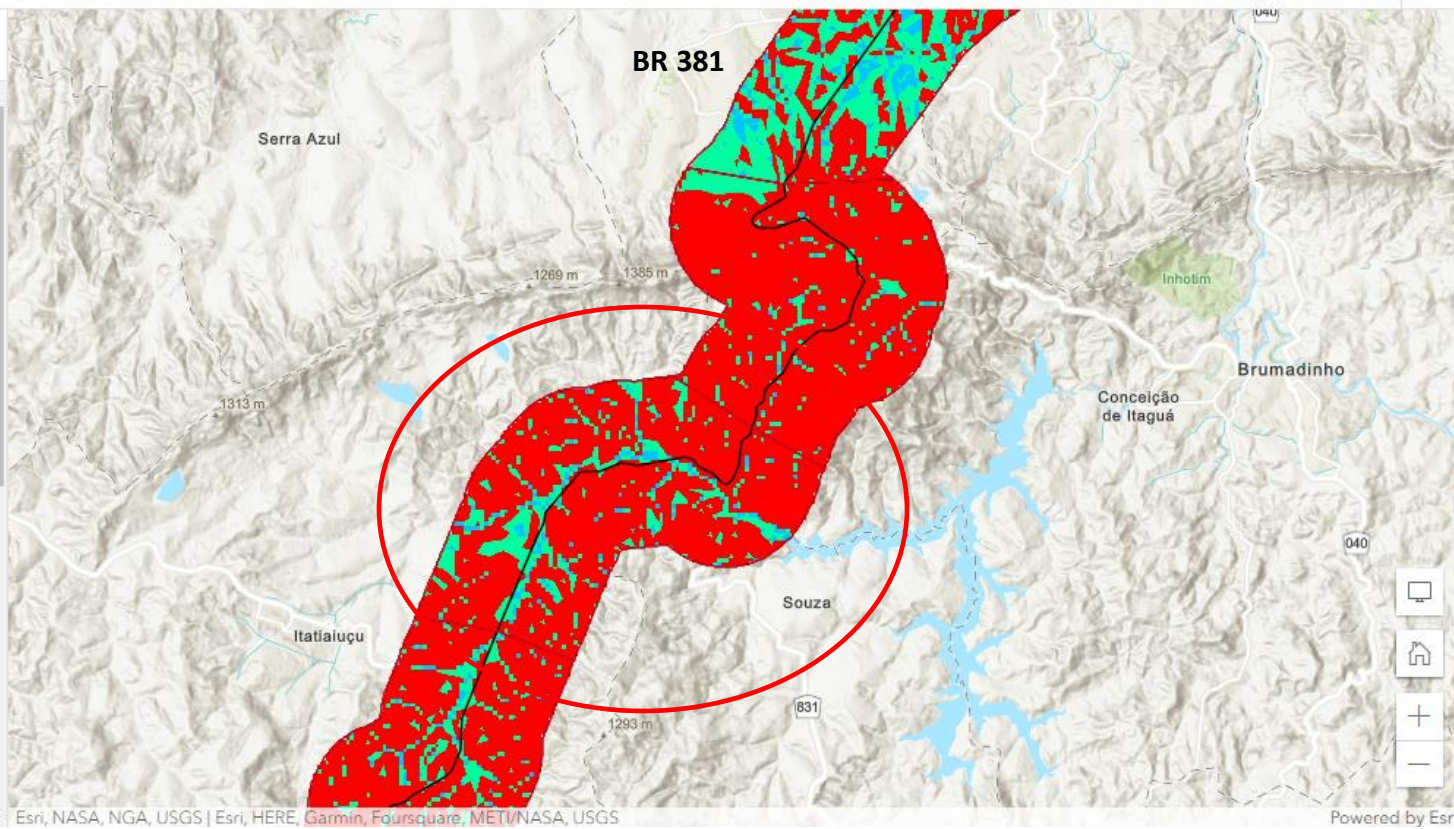 040
BR 381
Serra Azul
1269 m
1385 m
Inhotim
Brumadinho
Conceição
de Itaguá
1313 m
040
Souza
Itatiaiuçu
831
1293 m
Esri, NASA, NGA, USGS | Esri, HERE, Garmin, Foursquare, METI/NASA, USGS
Powered by Esr